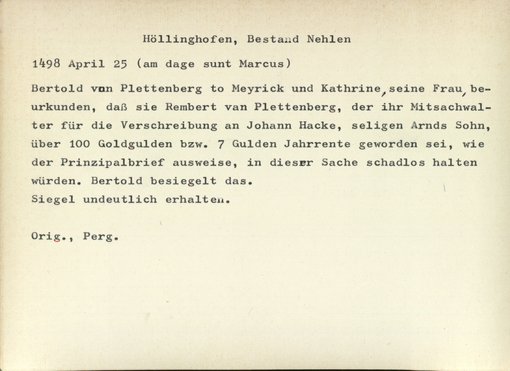 Höllinghofen, Bestand Nehlen
1498 April 25 (am dage sunt Marcus)
Bertold van Plettenberg to Meyrick und Kathrine, seine Frau, be-
urkunden, daß sie Rembert van Plettenberg, der ihr Mitsachwal-
ter für die Verschreibung an Johann Hacke, seligen Arnds Sohn,
über 100 Goldgulden bzw. 7 Gulden Jahrrente geworden sei, wie
der Prinzipalbrief ausweise, in dieser Sache schadlos halten
würden. Bertold besiegelt das.
Siegel undeutlich erhalten.
Orig., Perg.